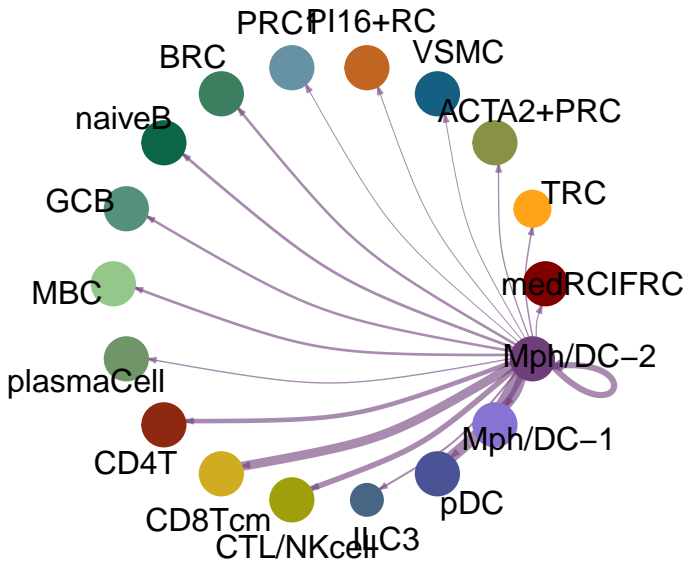 PRC1
PI16+RC
BRC
VSMC
naiveB
ACTA2+PRC
GCB
TRC
MBC
medRCIFRC
plasmaCell
Mph/DC−2
CD4T
Mph/DC−1
CD8Tcm
pDC
CTL/NKcell
ILC3